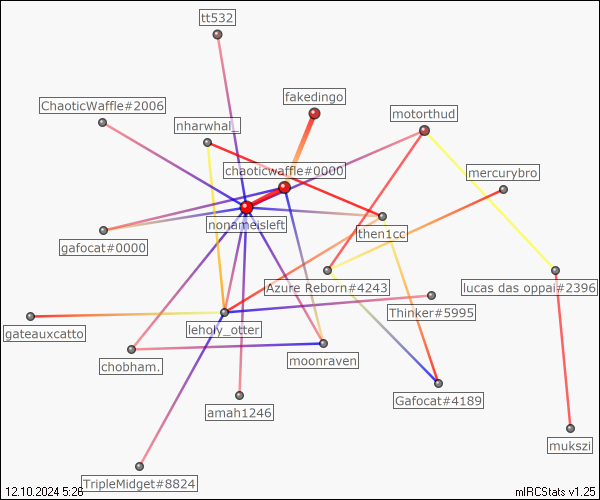 tt532
fakedingo
ChaoticWaffle#2006
motorthud
nharwhal_
chaoticwaffle#0000
mercurybro
nonameisleft
then1cc
gafocat#0000
Azure Reborn#4243
lucas das oppai#2396
Thinker#5995
gateauxcatto
leholy_otter
moonraven
chobham.
Gafocat#4189
amah1246
mukszi
TripleMidget#8824
12.10.2024 5:26
mIRCStats v1.25